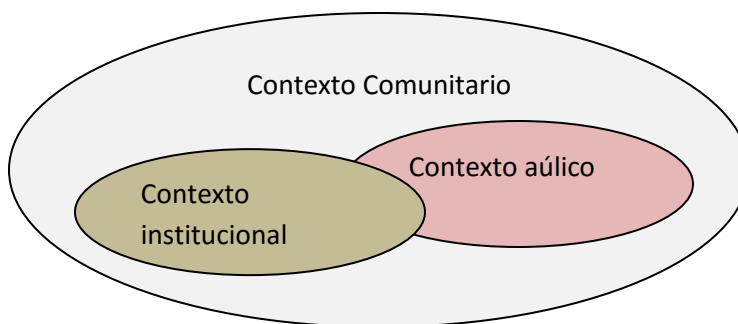 Contexto Comunitario
Contexto aúlico
Contexto
institucional